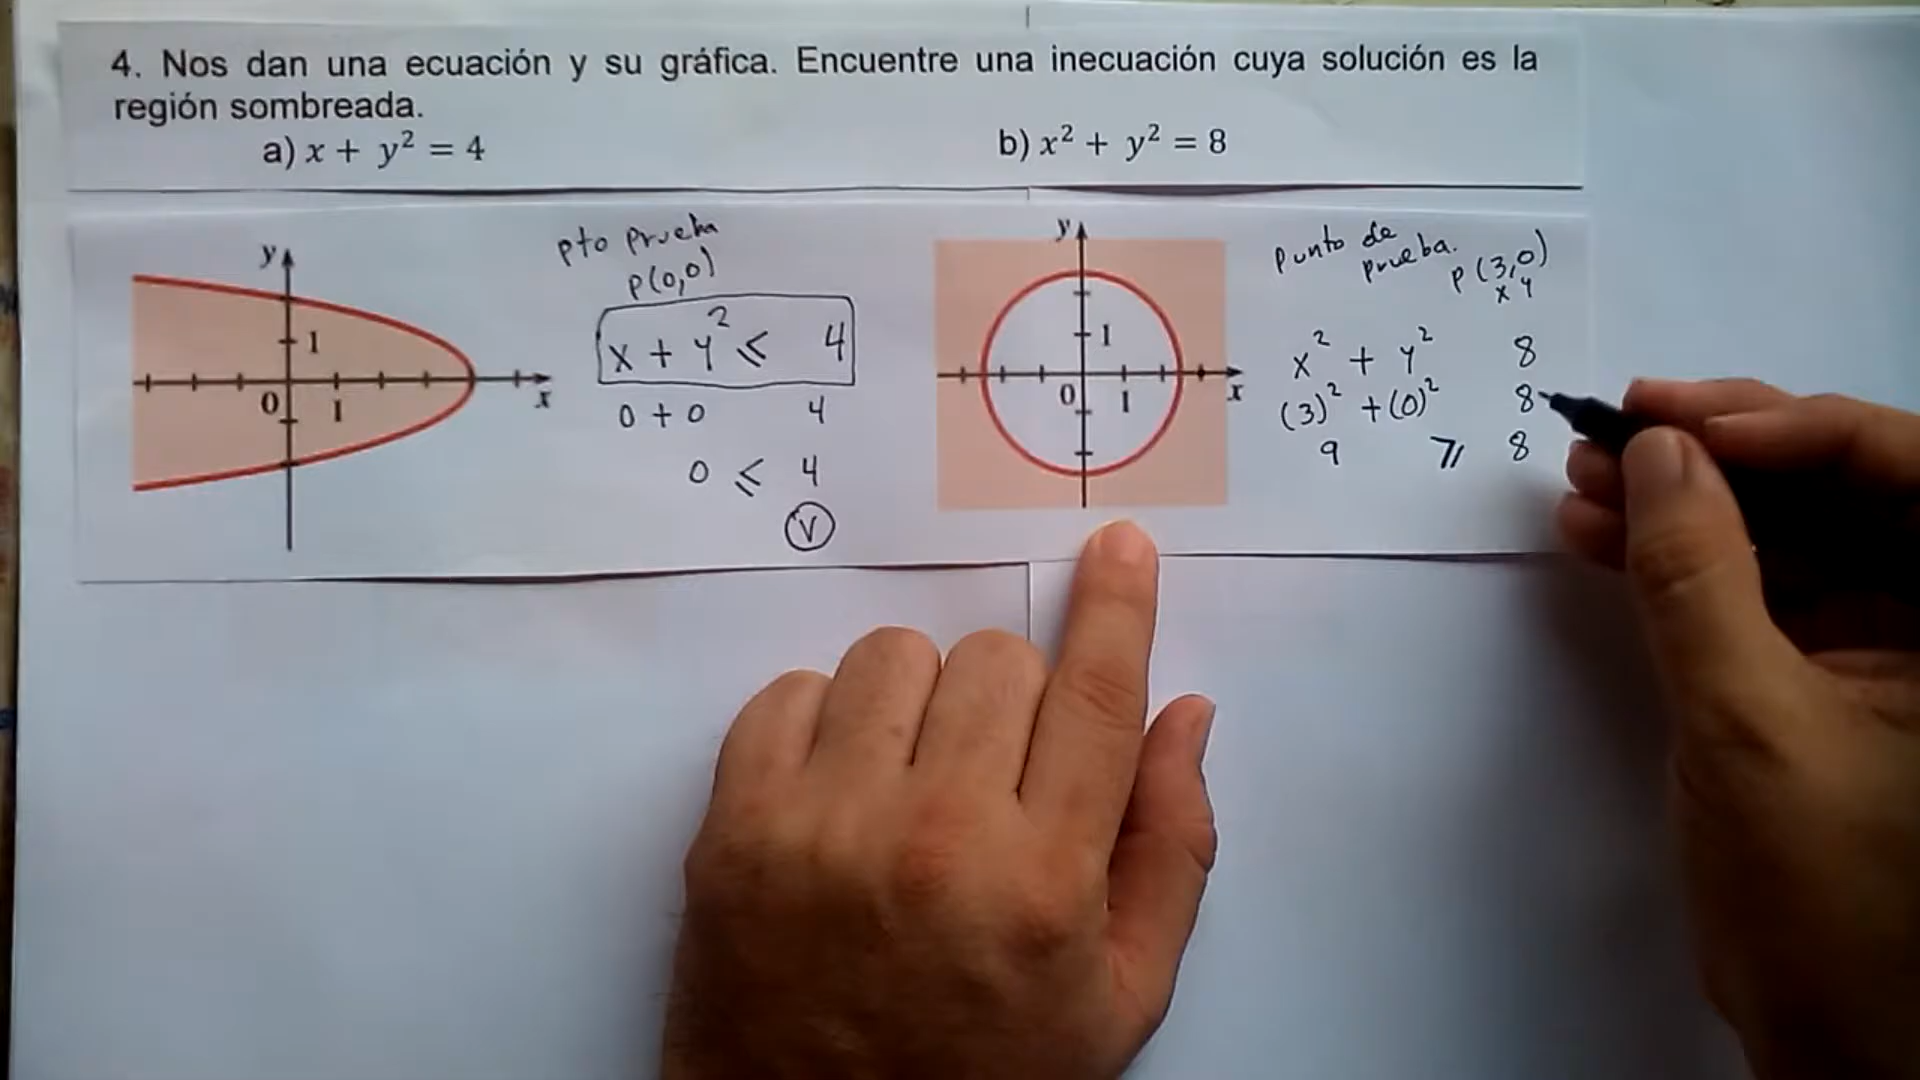 4. Nos dan una ecuación y su gráfica. Encuentre una inecuación cuya solución es la
región sombreada.
a) x + y² = 4
b) x² + y² = 8
y
1
0
1
x
pto prueba
P(0,0)
x + y² ≤ 4
0 + 0 4
0 ≤ 4
V
y
1
0
1
x
Punto de
prueba.
P (3,0)
x y
x² + y² 8
(3)² + (0)² 8
9 ≥ 8